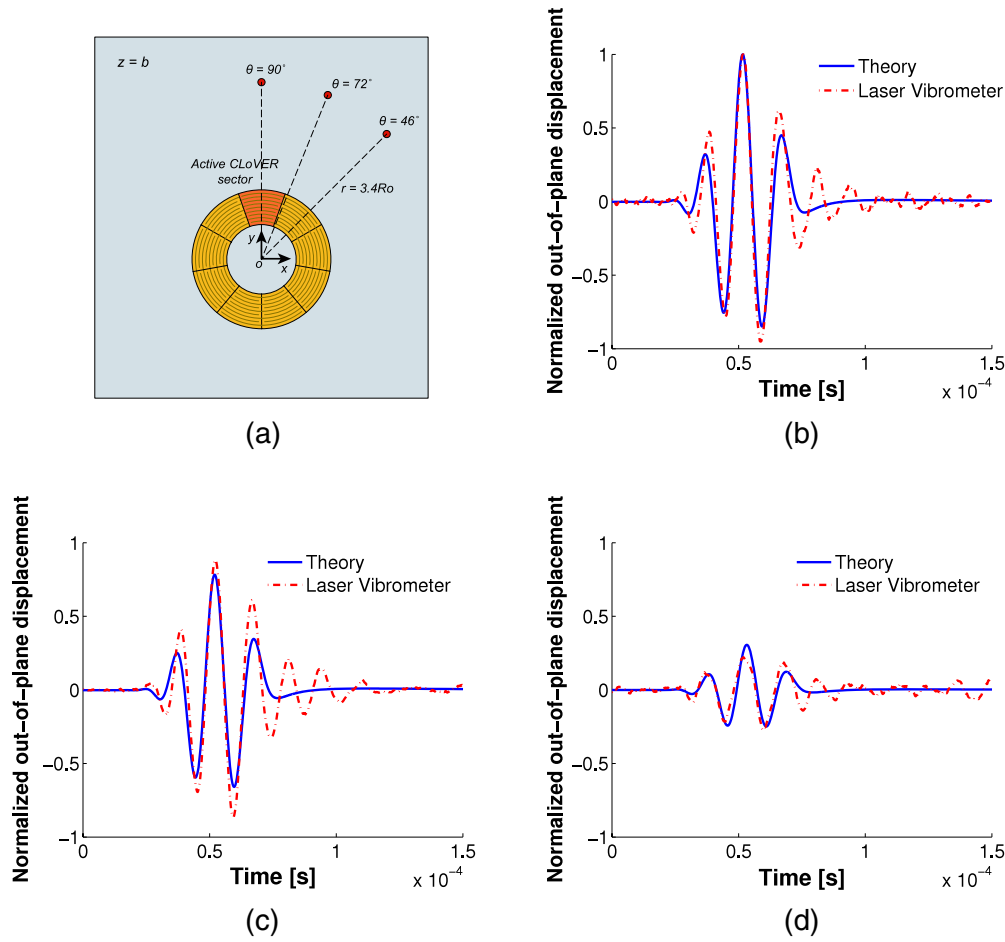 z = b
θ = 90°
θ = 72°
θ = 46°
Active CLoVER
sector
r = 3.4Ro
y
o
x
(a)
Normalized out-of-plane displacement
1
0.5
0
−0.5
−1
Theory
Laser Vibrometer
0
0.5
1
1.5
Time [s]
x 10⁻⁴
(b)
Normalized out-of-plane displacement
1
0.5
0
−0.5
−1
Theory
Laser Vibrometer
0
0.5
1
1.5
Time [s]
x 10⁻⁴
(c)
Normalized out-of-plane displacement
1
0.5
0
−0.5
−1
Theory
Laser Vibrometer
0
0.5
1
1.5
Time [s]
x 10⁻⁴
(d)